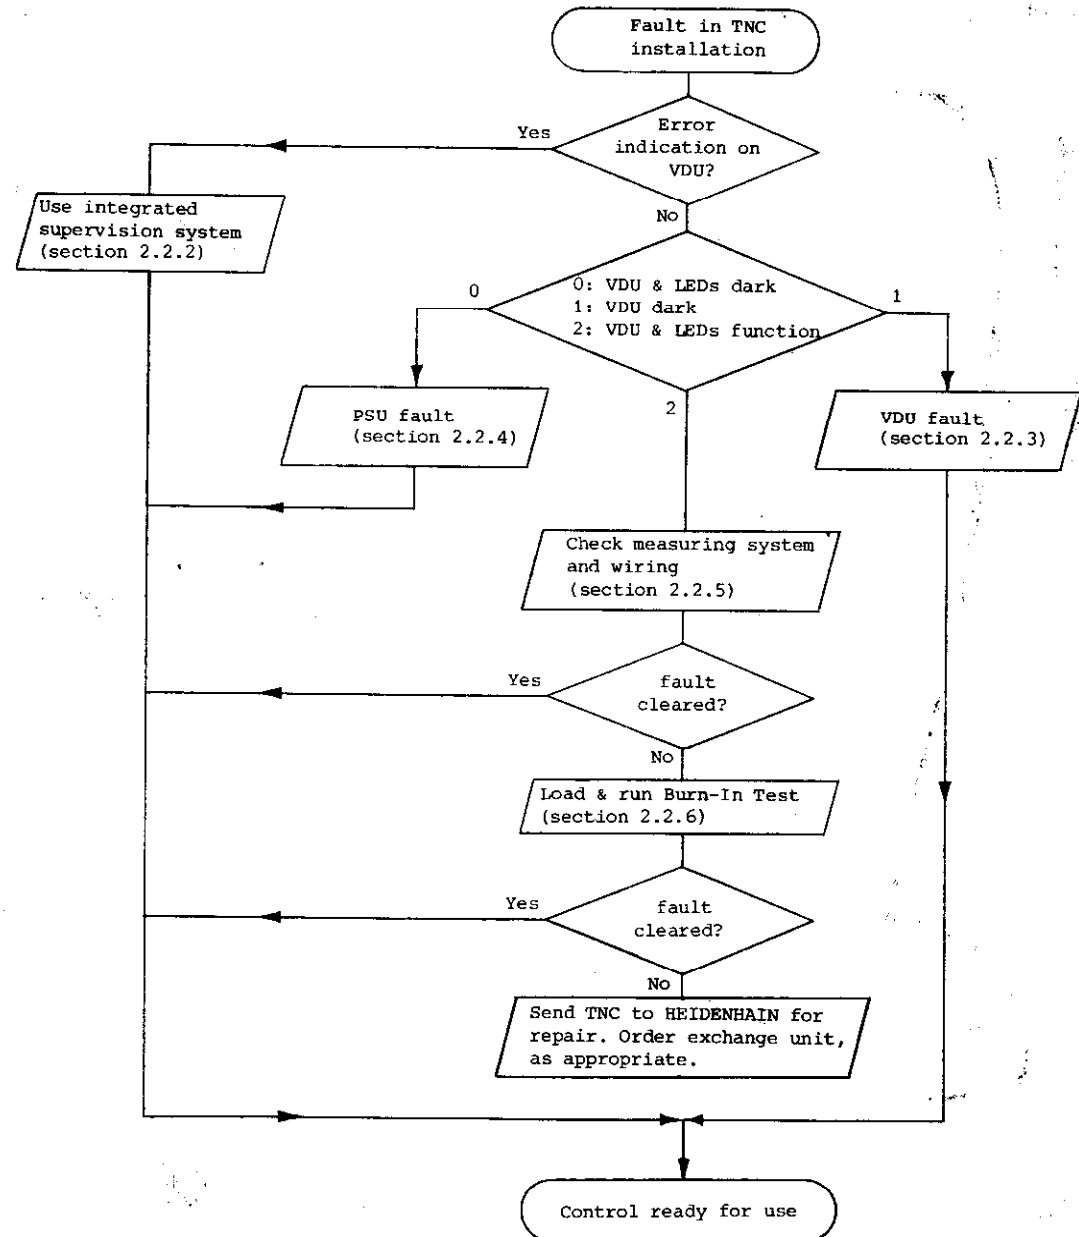 Fault in TNC
installation
Error
indication on
VDU?
Yes
No
Use integrated
supervision system
(section 2.2.2)
0: VDU & LEDs dark
1: VDU dark
2: VDU & LEDs function
0
1
2
PSU fault
(section 2.2.4)
VDU fault
(section 2.2.3)
Check measuring system
and wiring
(section 2.2.5)
Yes
fault
cleared?
No
Load & run Burn-In Test
(section 2.2.6)
Yes
fault
cleared?
No
Send TNC to HEIDENHAIN for
repair. Order exchange unit,
as appropriate.
Control ready for use